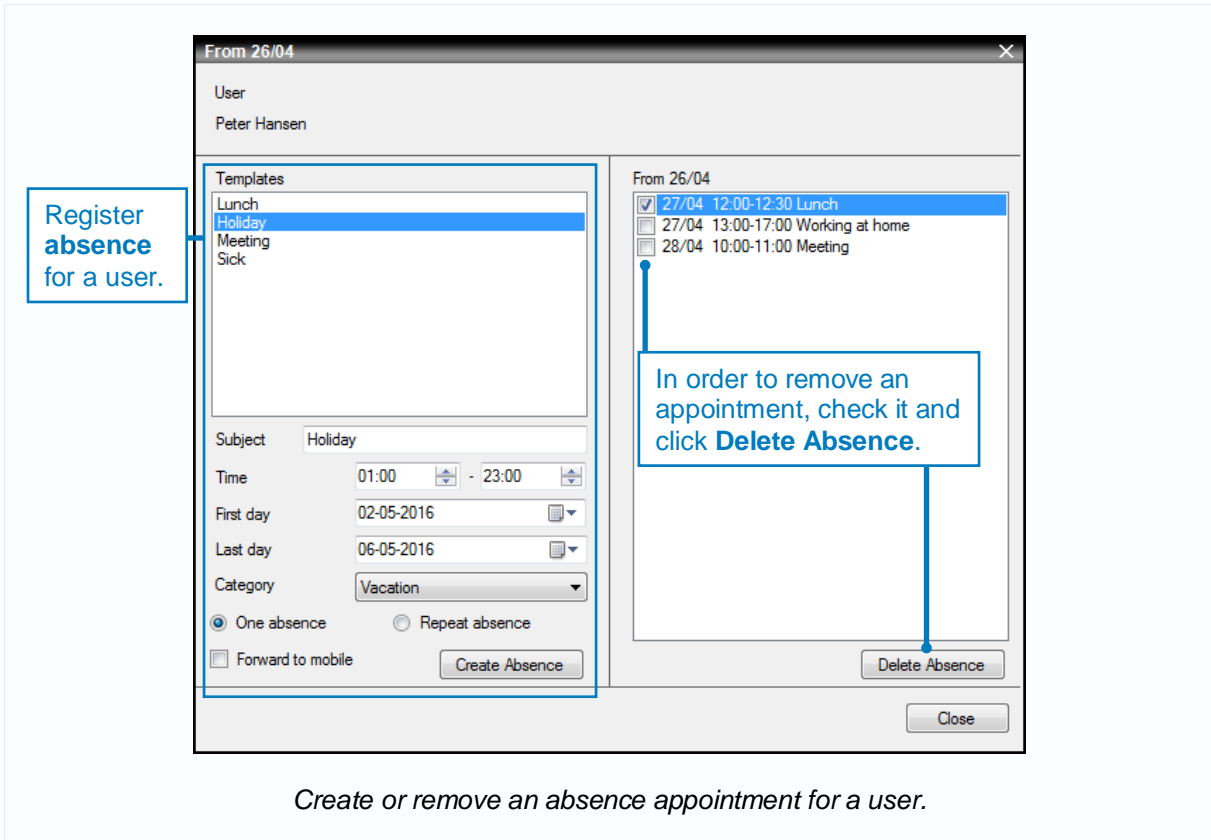 From 26/04
User
Peter Hansen
Register
absence
for a user.
Templates
Lunch
Holiday
Meeting
Sick
Subject Holiday
Time 01:00 - 23:00
First day 02-05-2016
Last day 06-05-2016
Category Vacation
One absence Repeat absence
Forward to mobile Create Absence
From 26/04
27/04 12:00-12:30 Lunch
27/04 13:00-17:00 Working at home
28/04 10:00-11:00 Meeting
In order to remove an
appointment, check it and
click Delete Absence.
Delete Absence
Close
Create or remove an absence appointment for a user.